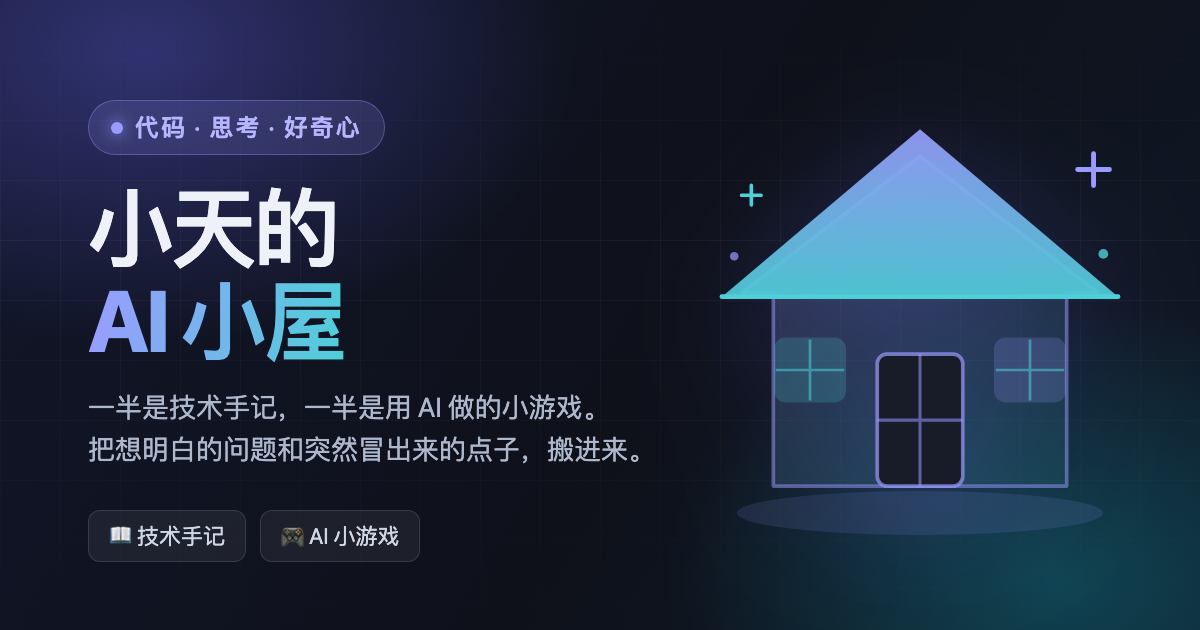 代码 · 思考 · 好奇心
小天的
AI 小屋
一半是技术手记，一半是用 AI 做的小游戏。
把想明白的问题和突然冒出来的点子，搬进来。
技术手记
AI 小游戏